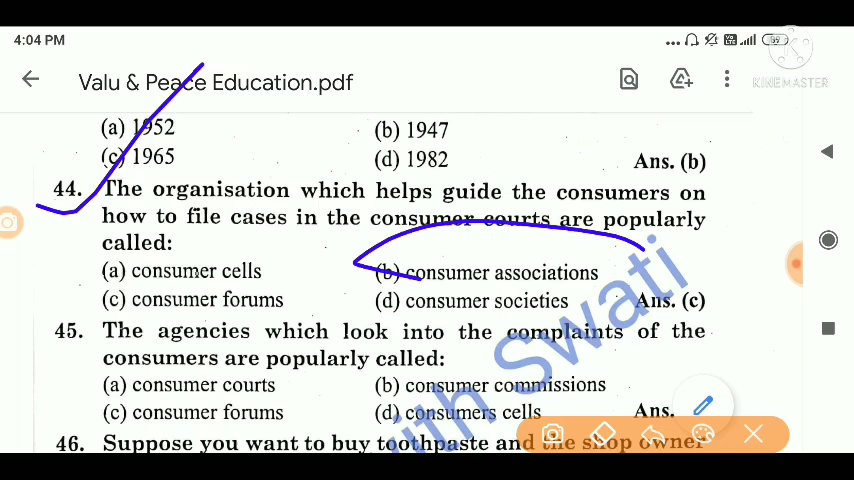 4:04 PM
89
Valu & Peace Education.pdf
KINEMASTER
(a) 1952
(b) 1947
(c) 1965
(d) 1982
Ans. (b)
44. The organisation which helps guide the consumers on
how to file cases in the consumer courts are popularly
called:
(a) consumer cells
(b) consumer associations
(c) consumer forums
(d) consumer societies
Ans. (c)
45. The agencies which look into the complaints of the
consumers are popularly called:
(a) consumer courts
(b) consumer commissions
(c) consumer forums
(d) consumers cells
Ans.
46. Suppose you want to buy toothpaste and the shop owner
ith Swati